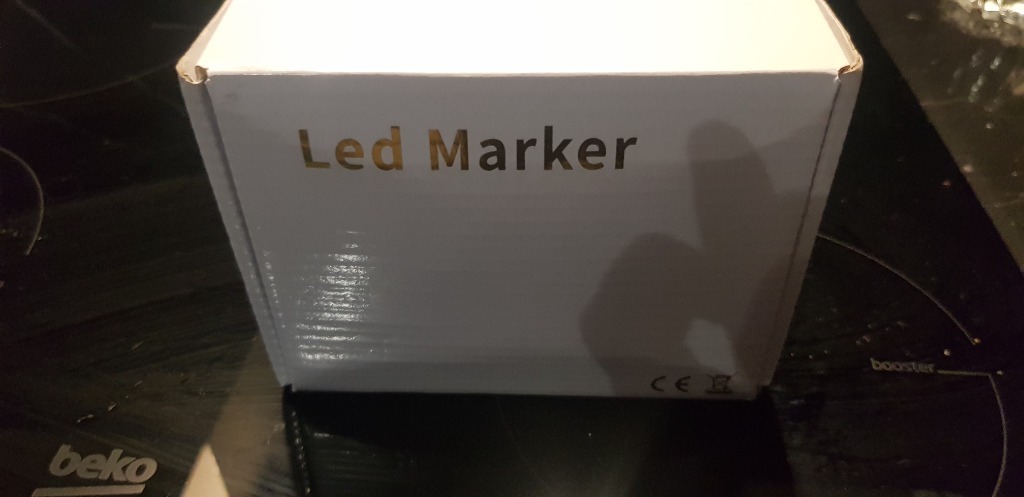 Led Marker
CE
booster
beko